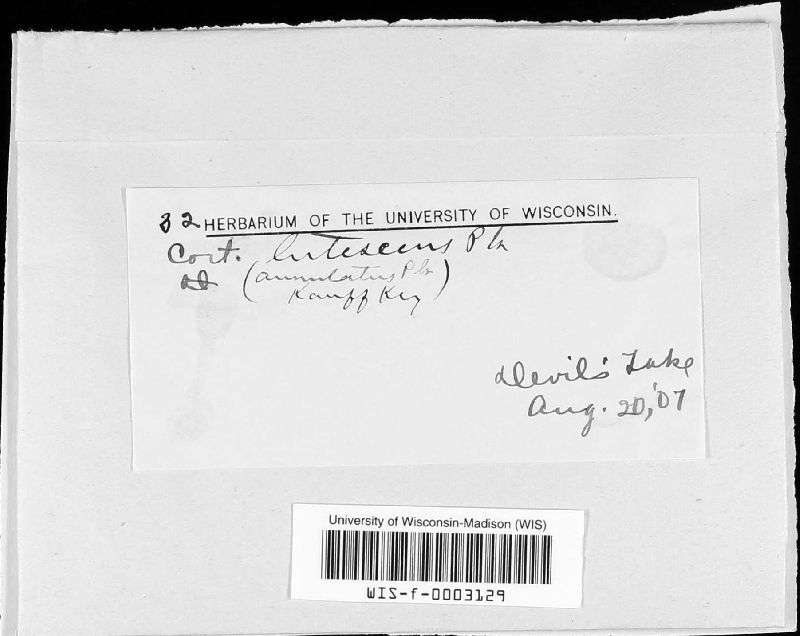 32 HERBARIUM OF THE UNIVERSITY OF WISCONSIN.
Cort. lutescens Pk
(annulatus Pk)
Kauff Key
Devil's Lake
Aug. 20, '07
University of Wisconsin-Madison (WIS)
WIS-f-0003129